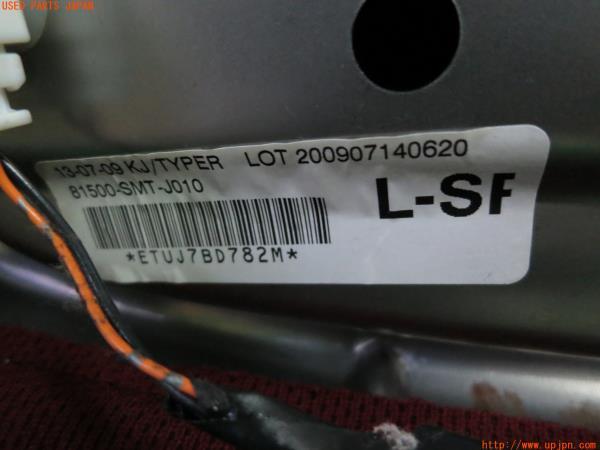 USED PARTS JAPAN
13-07-09 KJ/TYPER LOT 200907140620
81500-SMT-J010
L-SF
*ETUJ7BD782M*
http://www.upjpn.com